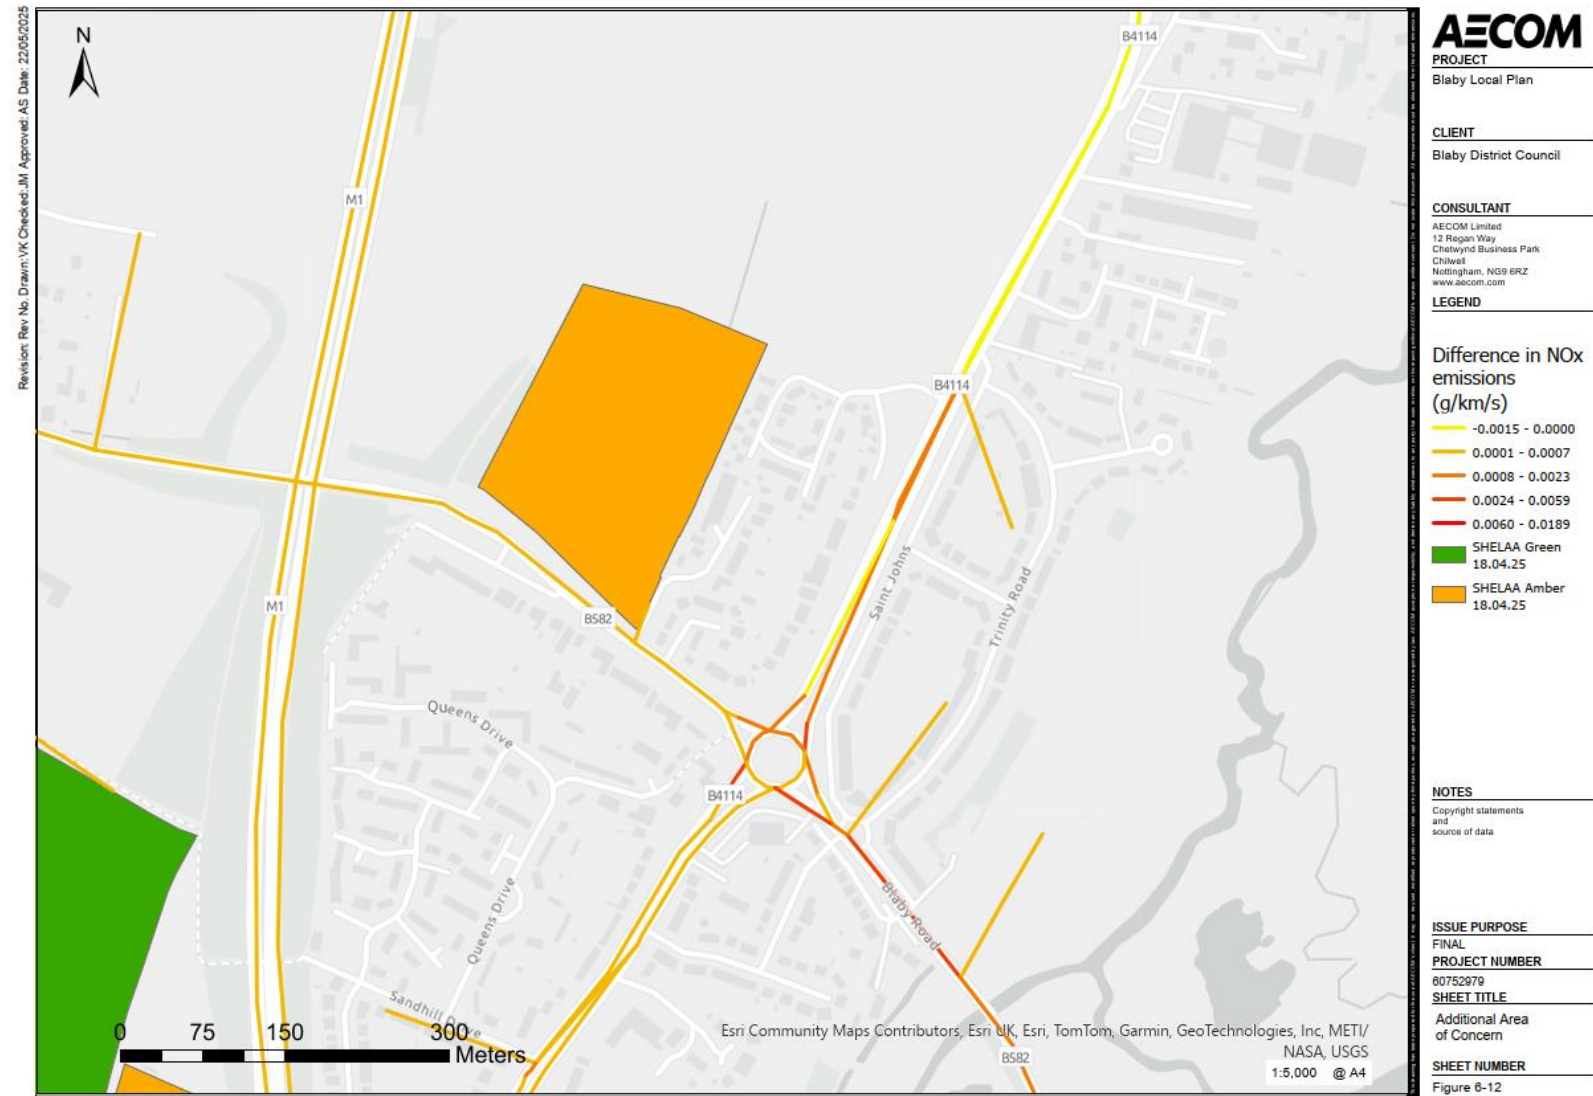 Revision: Rev No. Drawn: VK Checked: JM Approved: AS Date: 22/05/2025
N
B4114
M1
B4114
M1
B582
Saint Johns
Trinity Road
Queens Drive
B4114
Blaby Road
Queens Drive
Sandhill Drive
B582
0 75 150 300
Meters
Esri Community Maps Contributors, Esri UK, Esri, TomTom, Garmin, GeoTechnologies, Inc, METI/
NASA, USGS
1:5,000 @ A4
AECOM
PROJECT
Blaby Local Plan
CLIENT
Blaby District Council
CONSULTANT
AECOM Limited
12 Regan Way
Chetwynd Business Park
Chilwell
Nottingham, NG9 6RZ
www.aecom.com
LEGEND
Difference in NOx
emissions
(g/km/s)
-0.0015 - 0.0000
0.0001 - 0.0007
0.0008 - 0.0023
0.0024 - 0.0059
0.0060 - 0.0189
SHELAA Green
18.04.25
SHELAA Amber
18.04.25
NOTES
Copyright statements
and
source of data
ISSUE PURPOSE
FINAL
PROJECT NUMBER
60752979
SHEET TITLE
Additional Area
of Concern
SHEET NUMBER
Figure 6-12